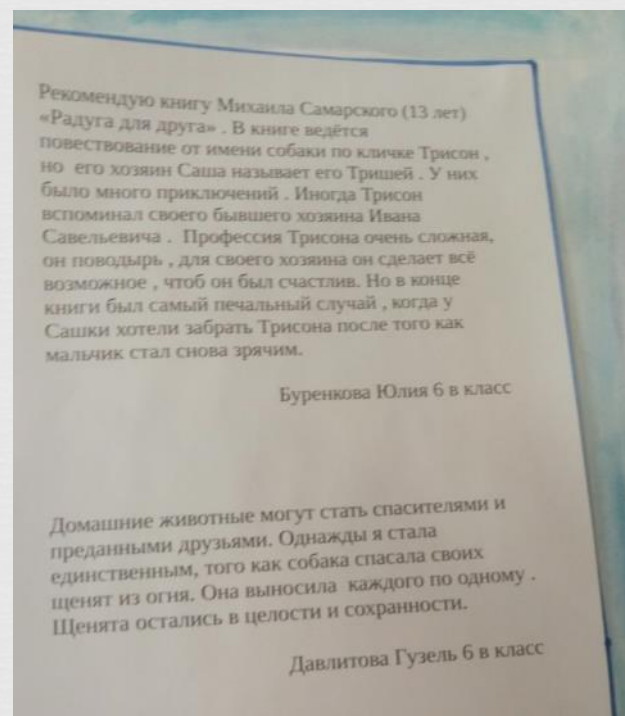 Рекомендую книгу Михаила Самарского (13 лет)
«Радуга для друга» . В книге ведётся
повествование от имени собаки по кличке Трисон ,
но его хозяин Саша называет его Тришей . У них
было много приключений . Иногда Трисон
вспоминал своего бывшего хозяина Ивана
Савельевича . Профессия Трисона очень сложная,
он поводырь , для своего хозяина он сделает всё
возможное , чтоб он был счастлив. Но в конце
книги был самый печальный случай , когда у
Сашки хотели забрать Трисона после того как
мальчик стал снова зрячим.
Буренкова Юлия 6 в класс
Домашние животные могут стать спасителями и
преданными друзьями. Однажды я стала
единственным, того как собака спасала своих
щенят из огня. Она выносила каждого по одному .
Щенята остались в целости и сохранности.
Давлитова Гузель 6 в класс